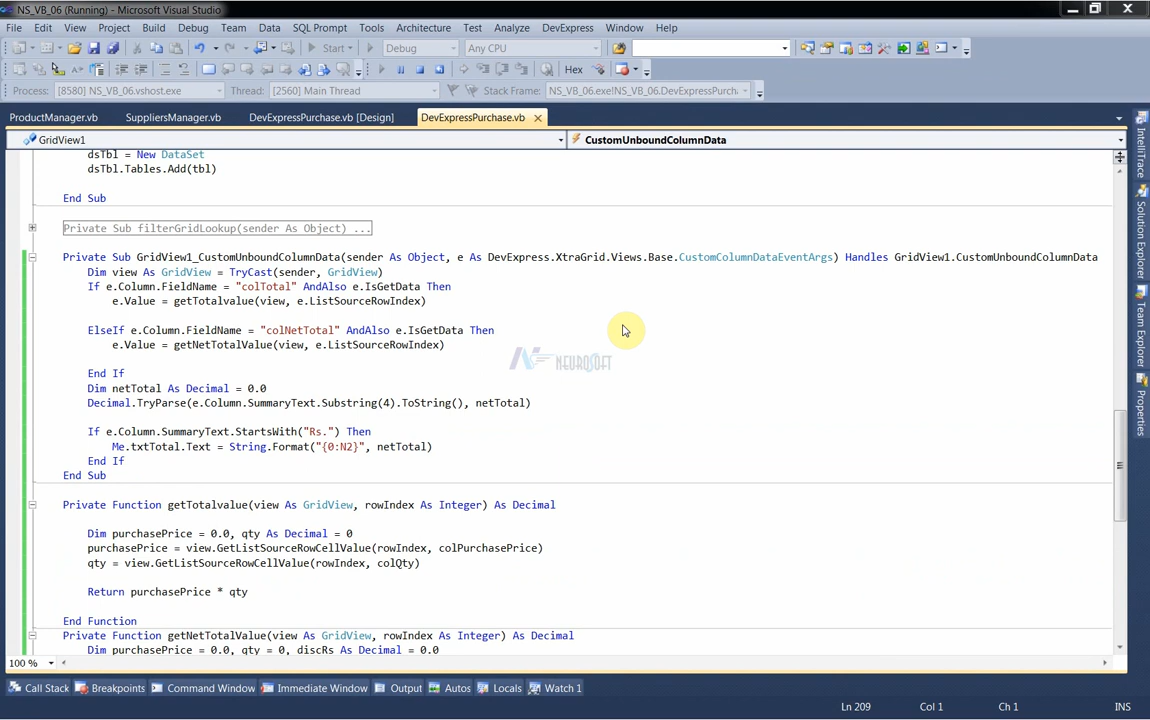 NS_VB_06 (Running) - Microsoft Visual Studio
File Edit View Project Build Debug Team Data SQL Prompt Tools Architecture Test Analyze DevExpress Window Help
Start Debug Any CPU
Hex
Process: [8580] NS_VB_06.vshost.exe Thread: [2560] Main Thread Stack Frame: NS_VB_06.exe!NS_VB_06.DevExpressPurch
ProductManager.vb SuppliersManager.vb DevExpressPurchase.vb [Design] DevExpressPurchase.vb
GridView1 CustomUnboundColumnData
dsTbl = New DataSet
dsTbl.Tables.Add(tbl)
End Sub
Private Sub filterGridLookup(sender As Object) ...
Private Sub GridView1_CustomUnboundColumnData(sender As Object, e As DevExpress.XtraGrid.Views.Base.CustomColumnDataEventArgs) Handles GridView1.CustomUnboundColumnData
Dim view As GridView = TryCast(sender, GridView)
If e.Column.FieldName = "colTotal" AndAlso e.IsGetData Then
e.Value = getTotalvalue(view, e.ListSourceRowIndex)
ElseIf e.Column.FieldName = "colNetTotal" AndAlso e.IsGetData Then
e.Value = getNetTotalValue(view, e.ListSourceRowIndex)
NEUROSOFT
End If
Dim netTotal As Decimal = 0.0
Decimal.TryParse(e.Column.SummaryText.Substring(4).ToString(), netTotal)
If e.Column.SummaryText.StartsWith("Rs.") Then
Me.txtTotal.Text = String.Format("{0:N2}", netTotal)
End If
End Sub
Private Function getTotalvalue(view As GridView, rowIndex As Integer) As Decimal
Dim purchasePrice = 0.0, qty As Decimal = 0
purchasePrice = view.GetListSourceRowCellValue(rowIndex, colPurchasePrice)
qty = view.GetListSourceRowCellValue(rowIndex, colQty)
Return purchasePrice * qty
End Function
Private Function getNetTotalValue(view As GridView, rowIndex As Integer) As Decimal
Dim purchasePrice = 0.0, qty = 0, discRs As Decimal = 0.0
100 %
Call Stack Breakpoints Command Window Immediate Window Output Autos Locals Watch 1
Ln 209 Col 1 Ch 1 INS
IntelliTrace
Solution Explorer
Team Explorer
Properties